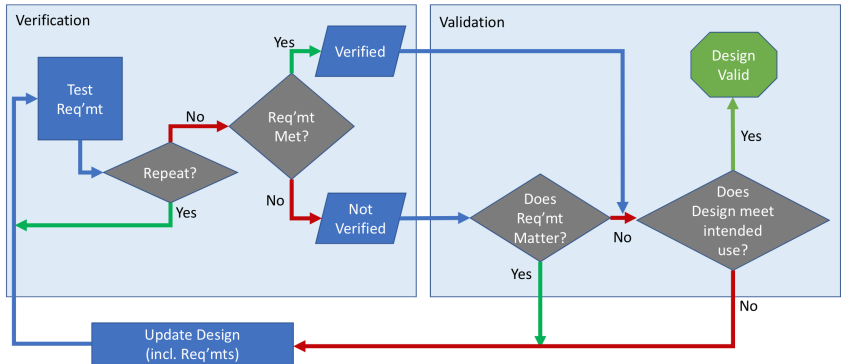 Verification
Test
Req'mt
Repeat?
No
Yes
Req'mt
Met?
Yes
No
Verified
Not
Verified
Validation
Does
Req'mt
Matter?
No
Yes
Does
Design meet
intended
use?
Yes
No
Design
Valid
Update Design
(incl. Req'mts)